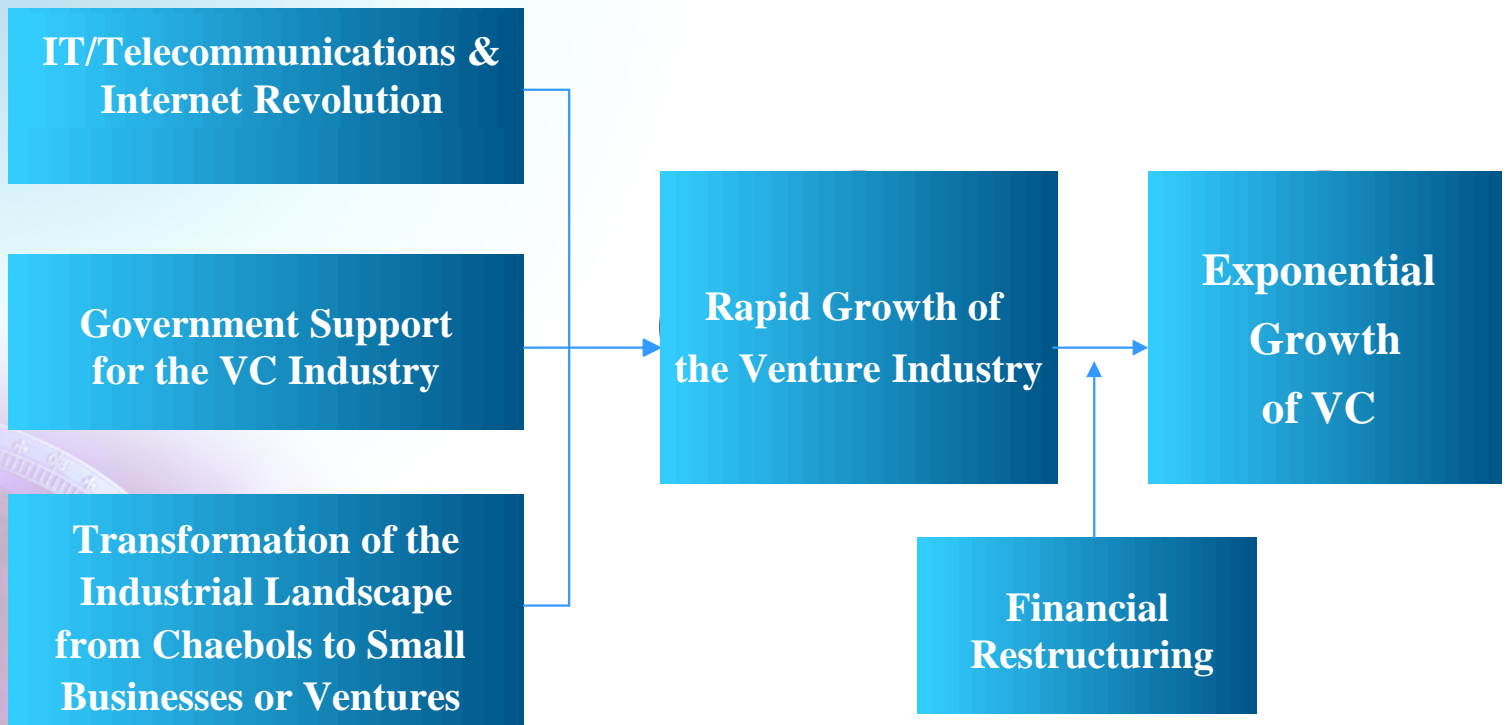 IT/Telecommunications &
Internet Revolution
Government Support
for the VC Industry
Transformation of the
Industrial Landscape
from Chaebols to Small
Businesses or Ventures
Rapid Growth of
the Venture Industry
Financial
Restructuring
Exponential
Growth
of VC